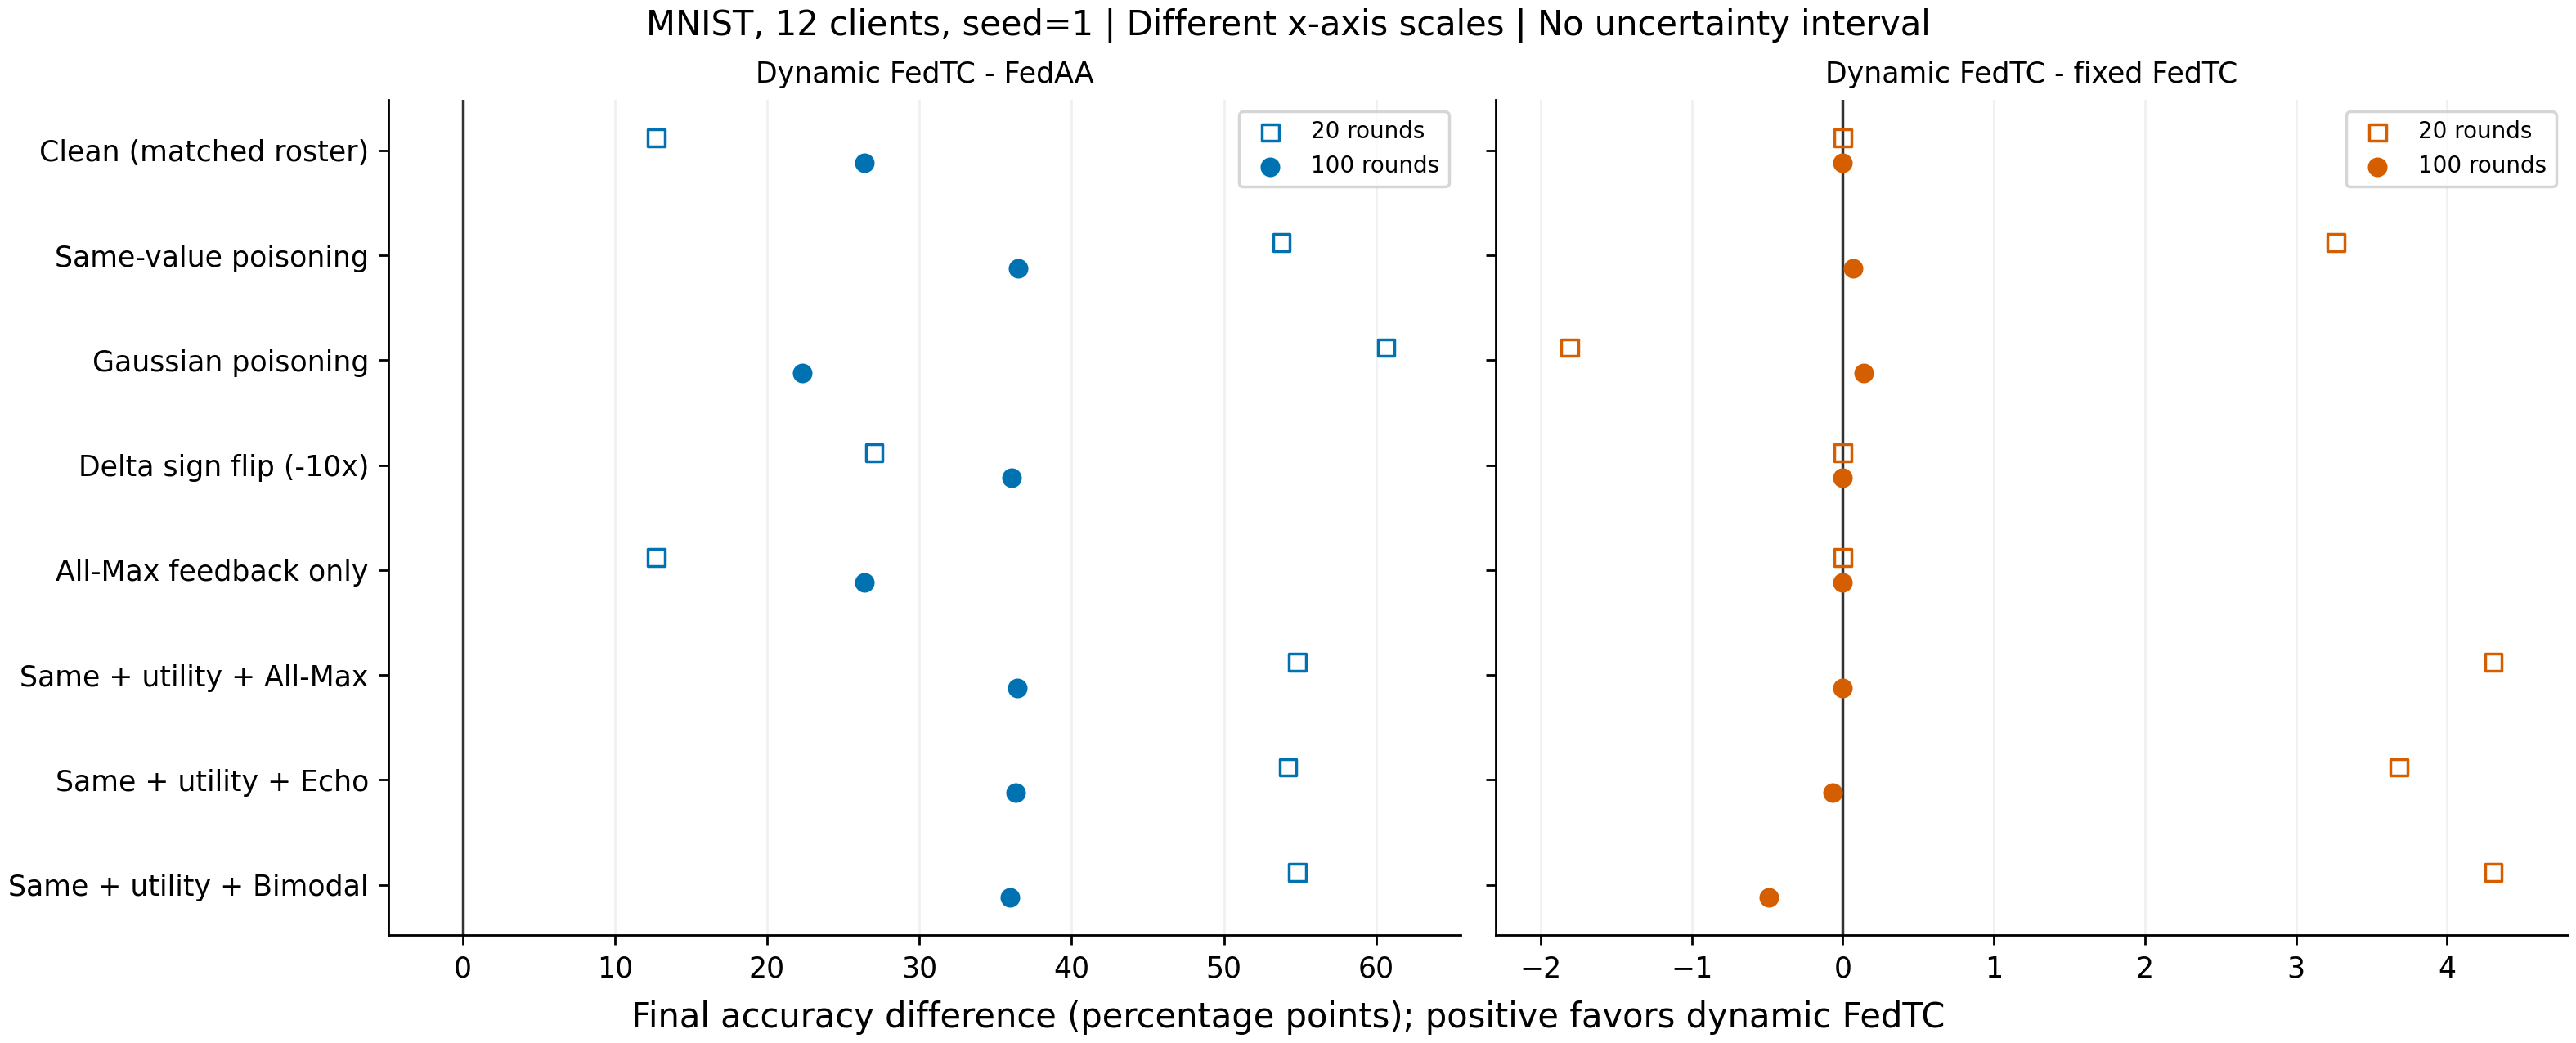 MNIST, 12 clients, seed=1 | Different x-axis scales | No uncertainty interval
Dynamic FedTC - FedAA
Dynamic FedTC - fixed FedTC
20 rounds
100 rounds
20 rounds
100 rounds
Clean (matched roster)
Same-value poisoning
Gaussian poisoning
Delta sign flip (-10x)
All-Max feedback only
Same + utility + All-Max
Same + utility + Echo
Same + utility + Bimodal
0 10 20 30 40 50 60
−2 −1 0 1 2 3 4
Final accuracy difference (percentage points); positive favors dynamic FedTC